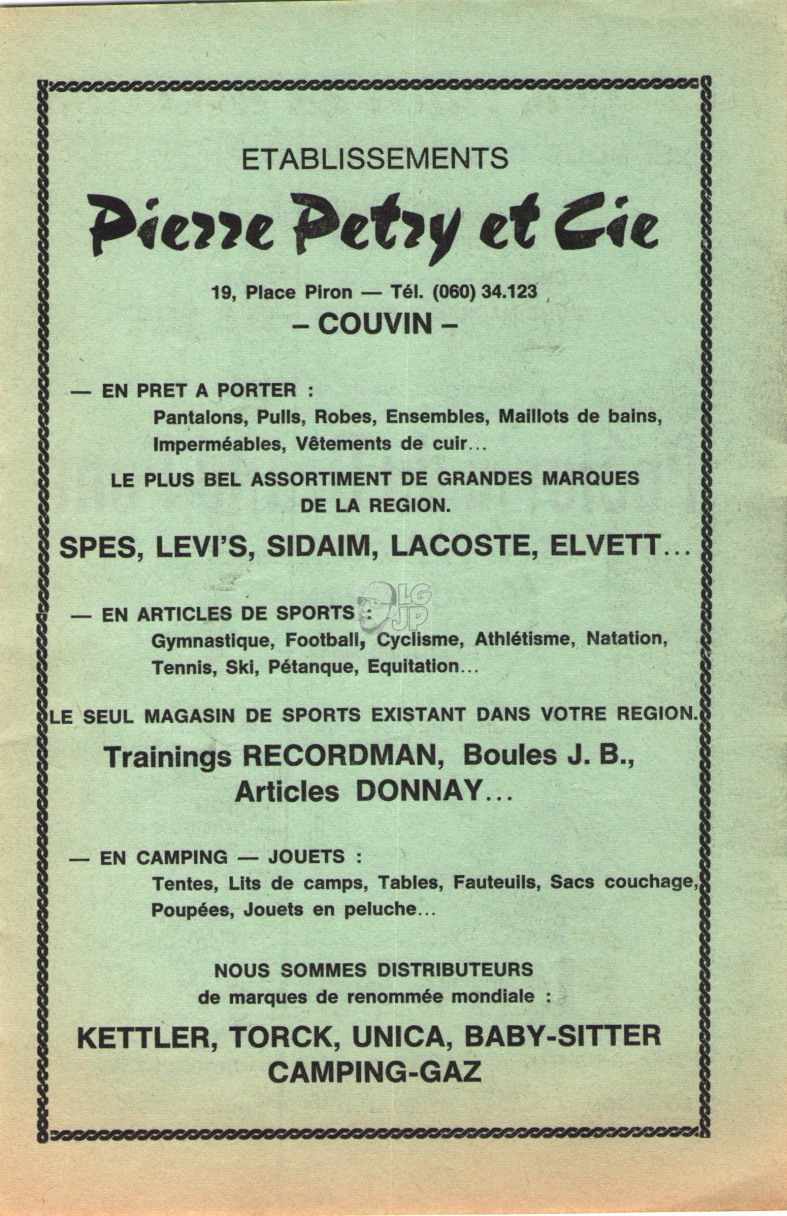 ETABLISSEMENTS
Pierre Petry et Cie
19, Place Piron — Tél. (060) 34.123
– COUVIN –
— EN PRET A PORTER :
Pantalons, Pulls, Robes, Ensembles, Maillots de bains,
Imperméables, Vêtements de cuir...
LE PLUS BEL ASSORTIMENT DE GRANDES MARQUES
DE LA REGION.
SPES, LEVI'S, SIDAIM, LACOSTE, ELVETT...
LG
JP
— EN ARTICLES DE SPORTS :
Gymnastique, Football, Cyclisme, Athlétisme, Natation,
Tennis, Ski, Pétanque, Equitation...
LE SEUL MAGASIN DE SPORTS EXISTANT DANS VOTRE REGION.
Trainings RECORDMAN, Boules J. B.,
Articles DONNAY...
— EN CAMPING — JOUETS :
Tentes, Lits de camps, Tables, Fauteuils, Sacs couchage,
Poupées, Jouets en peluche...
NOUS SOMMES DISTRIBUTEURS
de marques de renommée mondiale :
KETTLER, TORCK, UNICA, BABY-SITTER
CAMPING-GAZ